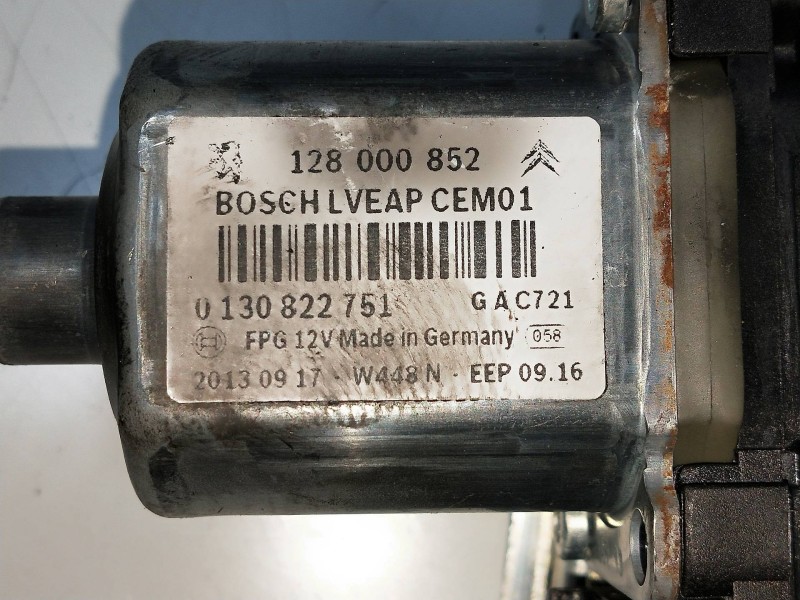 128 000 852
BOSCH LVEAP CEM01
0 130 822 751 G A C721
FPG 12V Made in Germany 058
2013 09 17 - W448 N - EEP 09.16